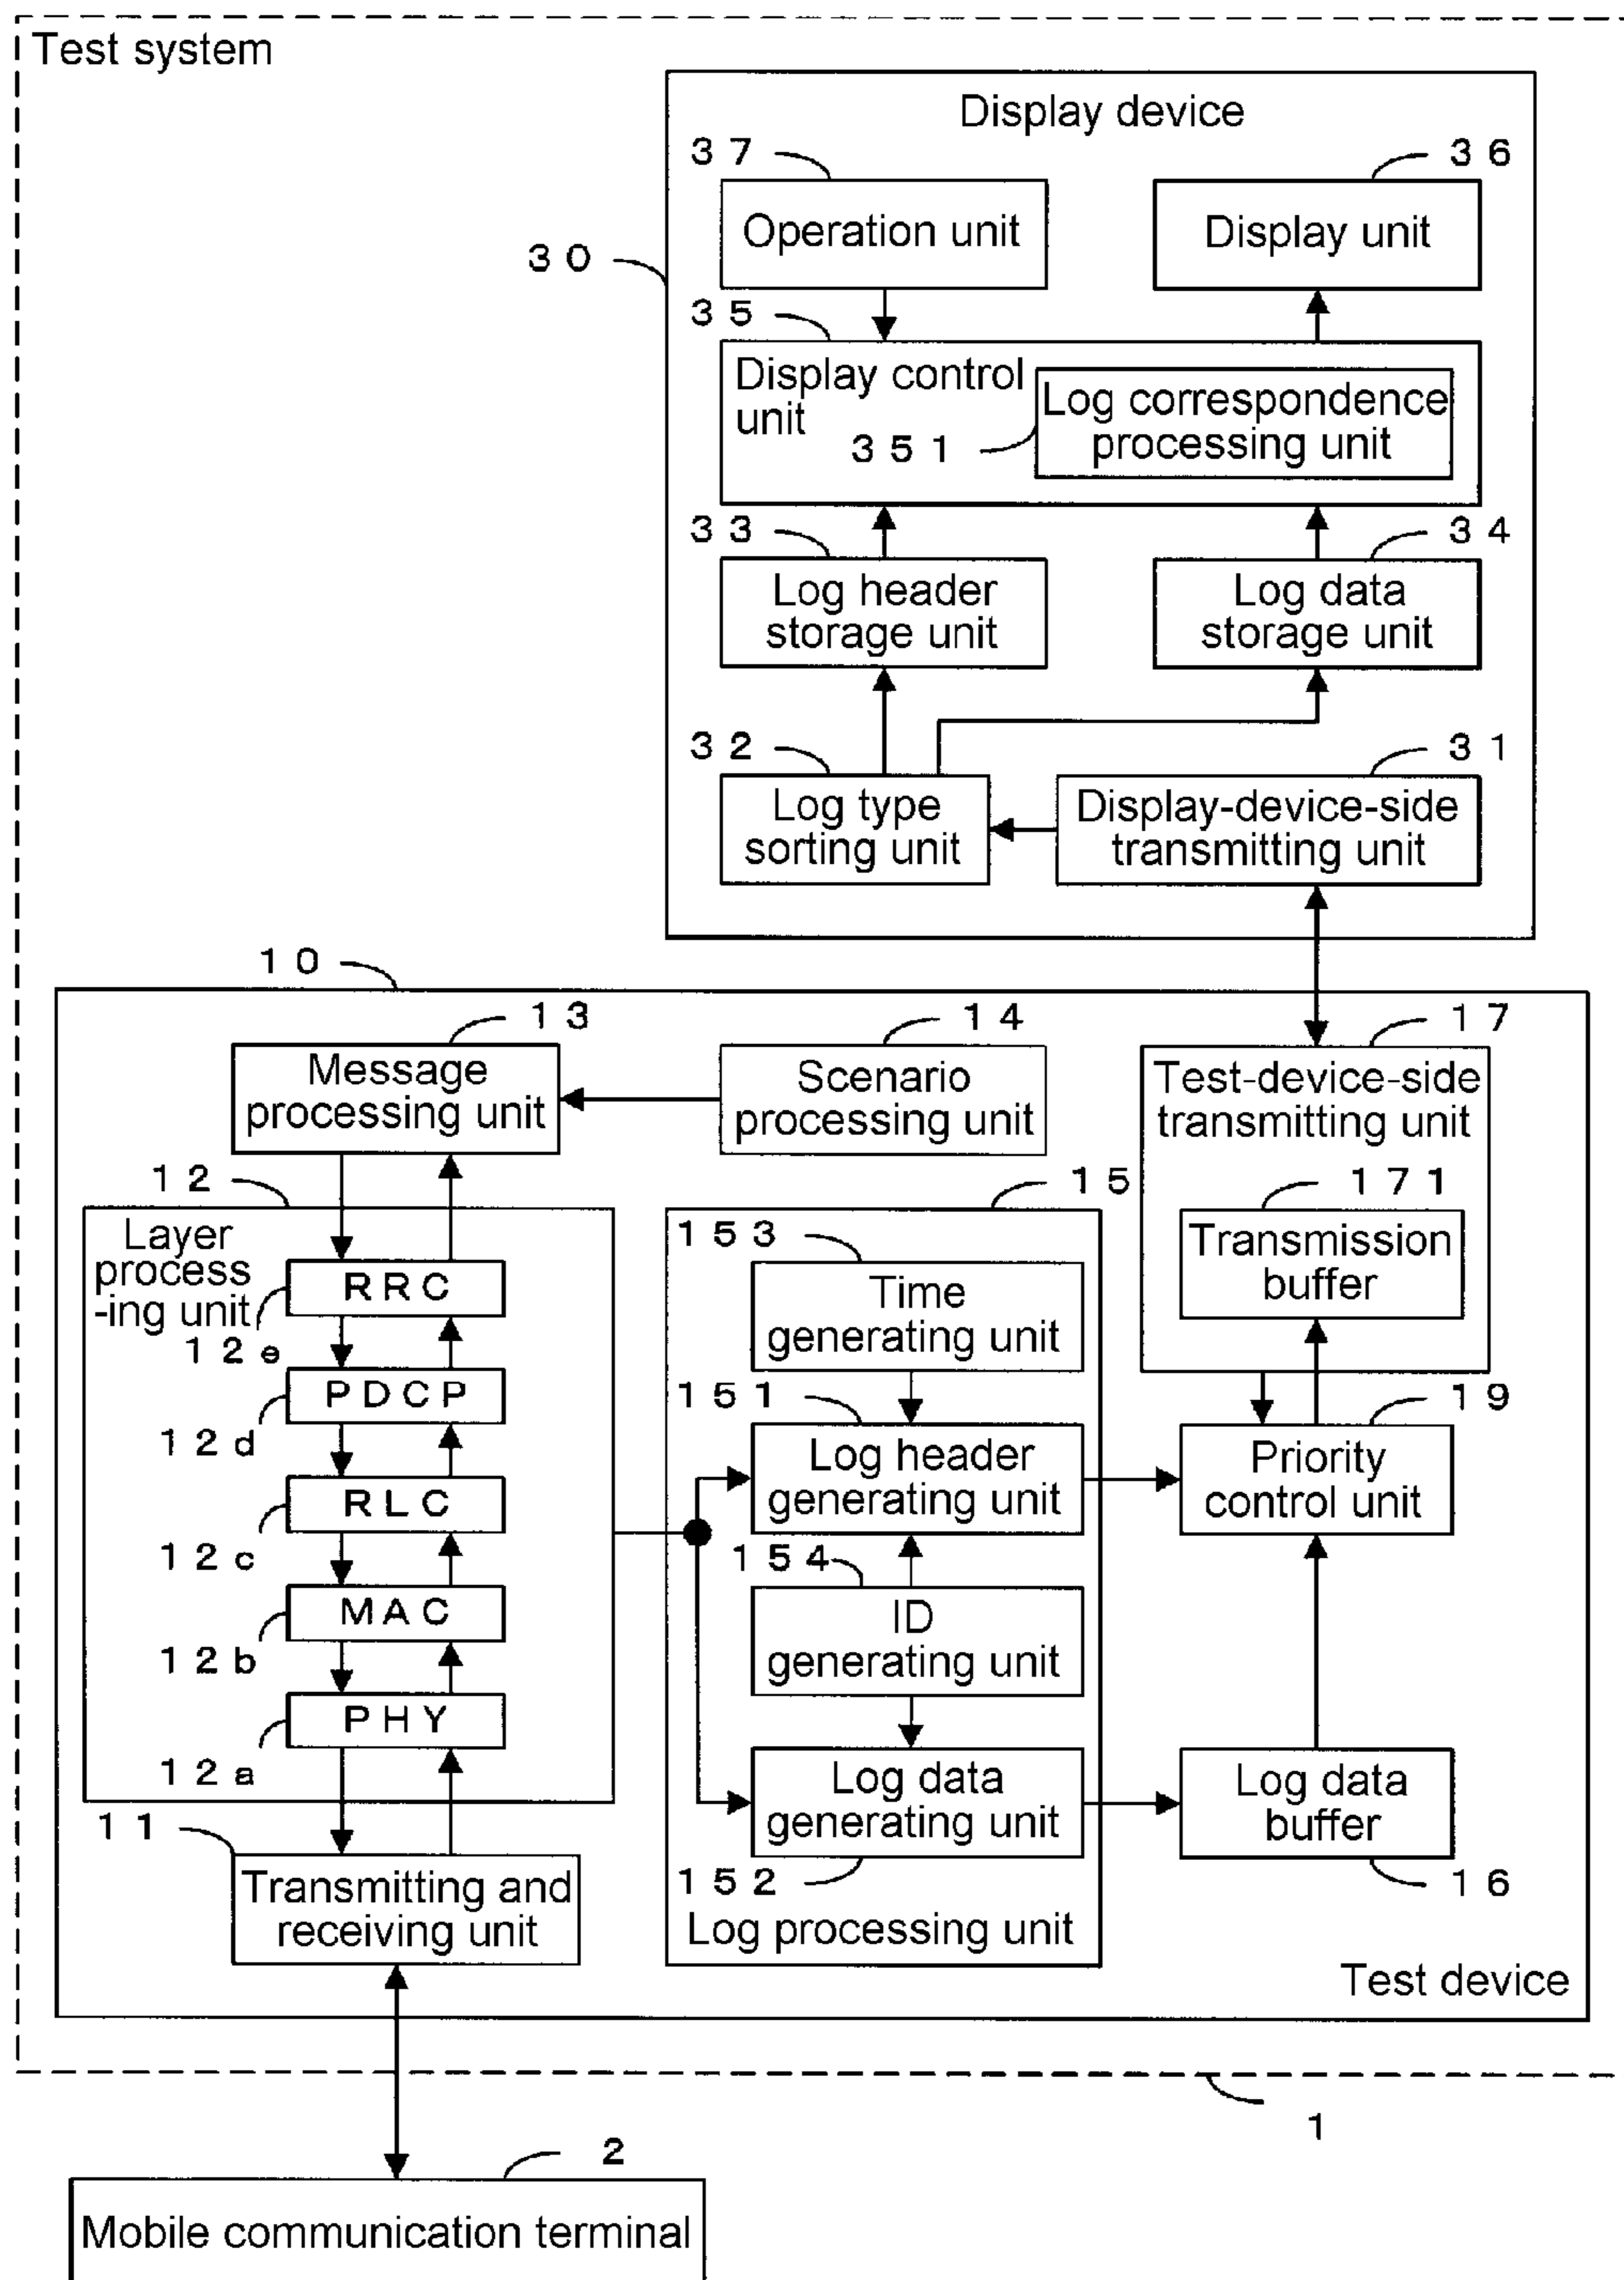 Test system
Display device
37
36
Operation unit
Display unit
30
35
Display control
unit
Log correspondence
processing unit
351
33
34
Log header
storage unit
Log data
storage unit
32
31
Log type
sorting unit
Display-device-side
transmitting unit
10
13
14
17
Message
processing unit
Scenario
processing unit
Test-device-side
transmitting unit
12
15
171
Layer
process
-ing unit
153
Transmission
buffer
RRC
12e
Time
generating unit
PDCP
12d
151
19
Log header
generating unit
Priority
control unit
RLC
12c
154
MAC
12b
ID
generating unit
PHY
12a
Log data
generating unit
Log data
buffer
11
152
16
Transmitting and
receiving unit
Log processing unit
Test device
1
2
Mobile communication terminal